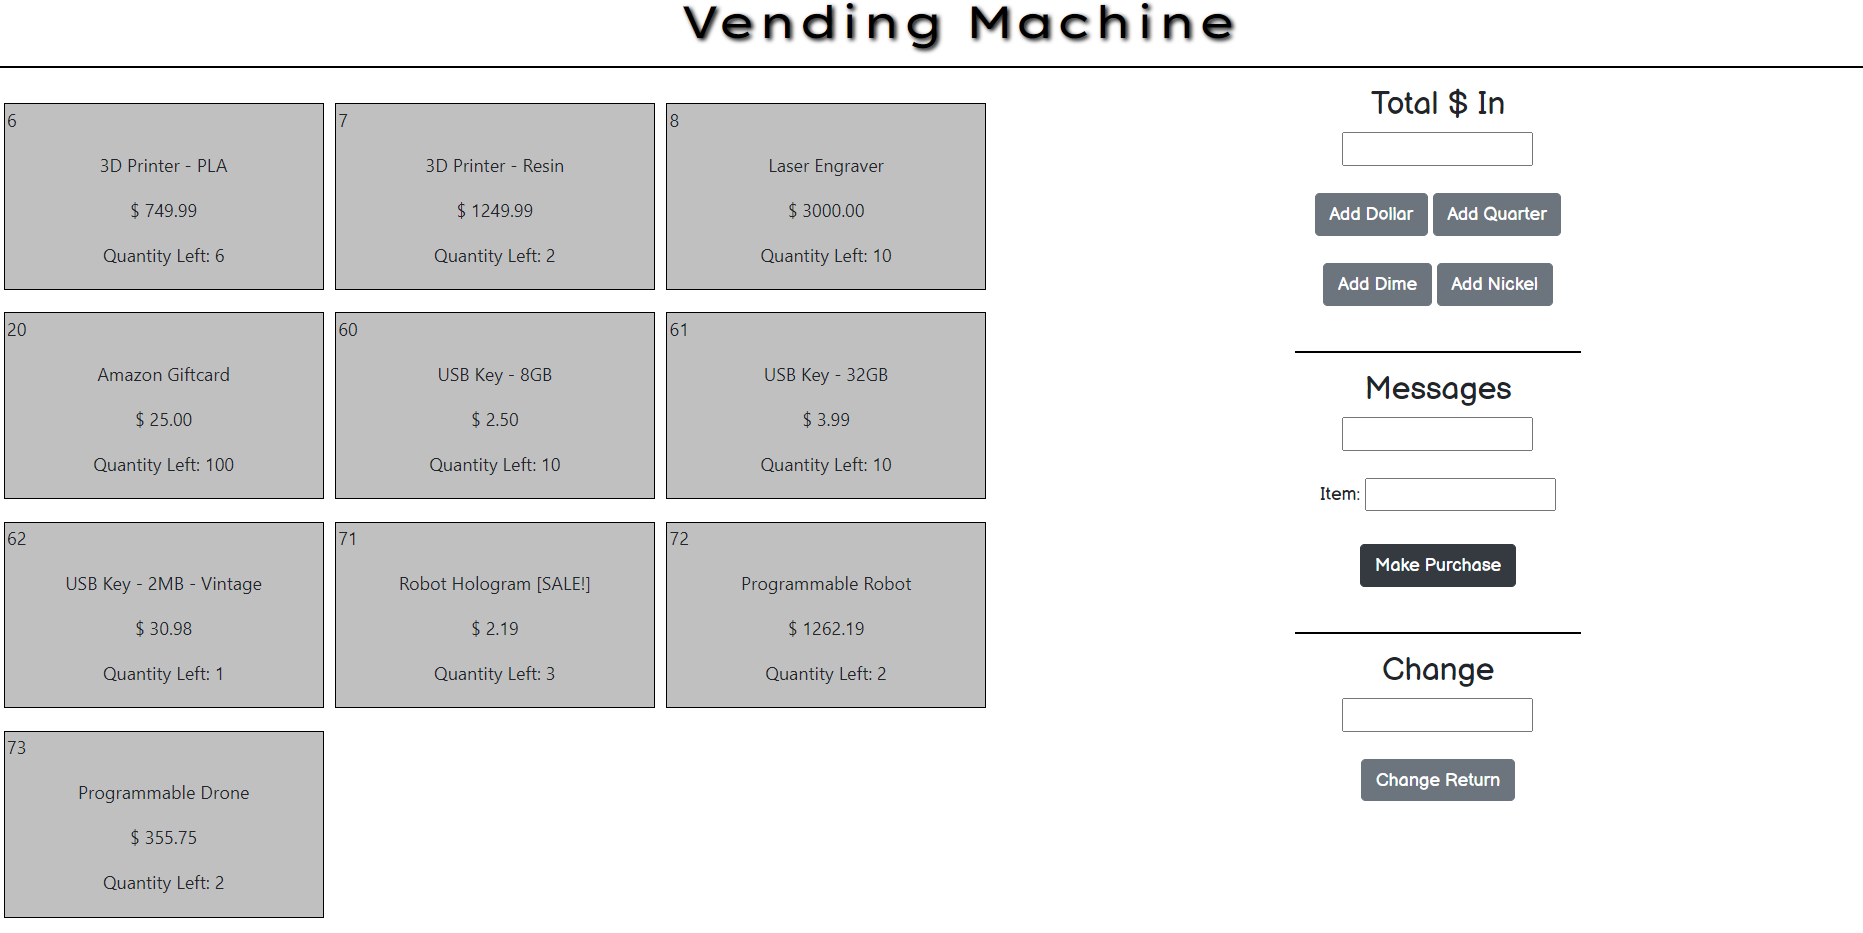 Vending Machine
6
3D Printer - PLA
$ 749.99
Quantity Left: 6
7
3D Printer - Resin
$ 1249.99
Quantity Left: 2
8
Laser Engraver
$ 3000.00
Quantity Left: 10
20
Amazon Giftcard
$ 25.00
Quantity Left: 100
60
USB Key - 8GB
$ 2.50
Quantity Left: 10
61
USB Key - 32GB
$ 3.99
Quantity Left: 10
62
USB Key - 2MB - Vintage
$ 30.98
Quantity Left: 1
71
Robot Hologram [SALE!]
$ 2.19
Quantity Left: 3
72
Programmable Robot
$ 1262.19
Quantity Left: 2
73
Programmable Drone
$ 355.75
Quantity Left: 2
Total $ In
Add Dollar Add Quarter
Add Dime Add Nickel
Messages
Item:
Make Purchase
Change
Change Return